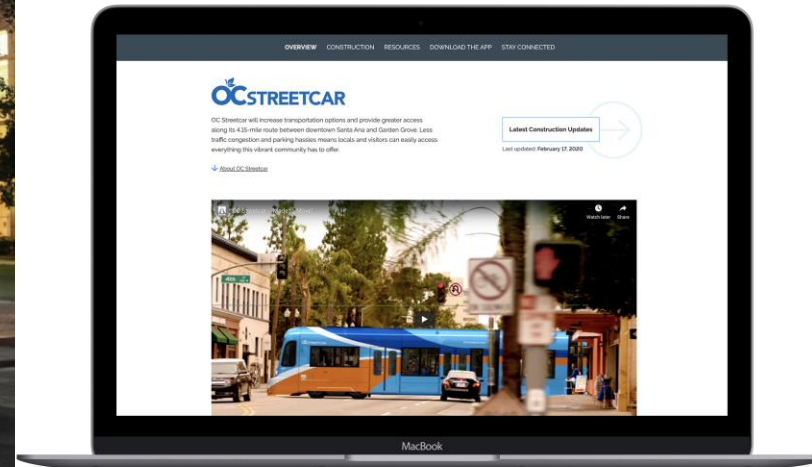 OVERVIEW CONSTRUCTION RESOURCES DOWNLOAD THE APP STAY CONNECTED
OC STREETCAR
OC Streetcar will increase transportation options and provide greater access
along its 4.15-mile route between downtown Santa Ana and Garden Grove. Less
traffic congestion and parking hassles means locals and visitors can easily access
everything this vibrant community has to offer.
About OC Streetcar
Latest Construction Updates
Last updated: February 17, 2020
Watch later Share
4th
MacBook